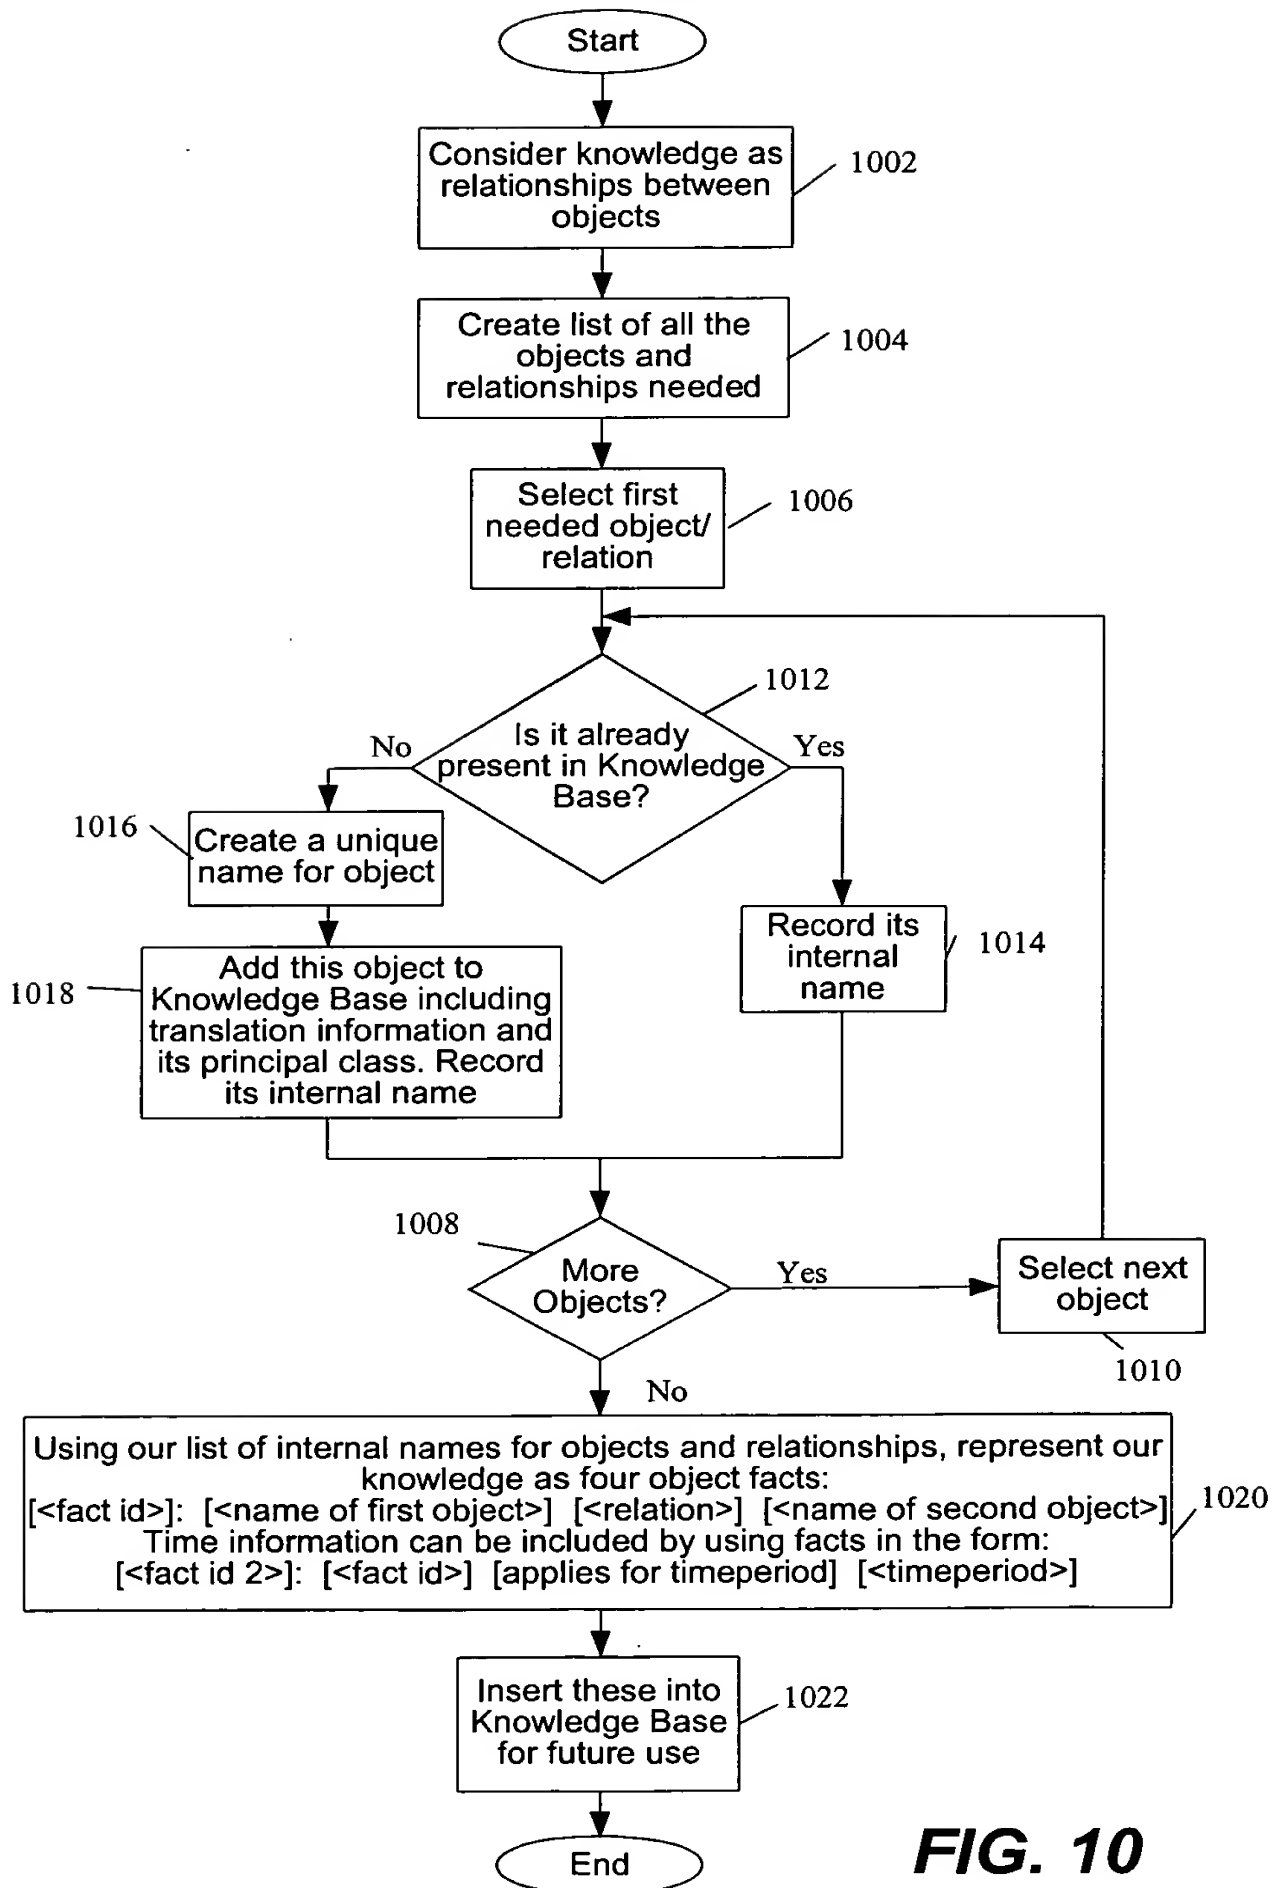 Start
Consider knowledge as
relationships between
objects
1002
Create list of all the
objects and
relationships needed
1004
Select first
needed object/
relation
1006
1012
Is it already
present in Knowledge
Base?
No
Yes
1016
Create a unique
name for object
Record its
internal
name
1014
1018
Add this object to
Knowledge Base including
translation information and
its principal class. Record
its internal name
1008
More
Objects?
Yes
Select next
object
1010
No
Using our list of internal names for objects and relationships, represent our
knowledge as four object facts:
[<fact id>]: [<name of first object>] [<relation>] [<name of second object>]
Time information can be included by using facts in the form:
[<fact id 2>]: [<fact id>] [applies for timeperiod] [<timeperiod>]
1020
Insert these into
Knowledge Base
for future use
1022
End
FIG. 10